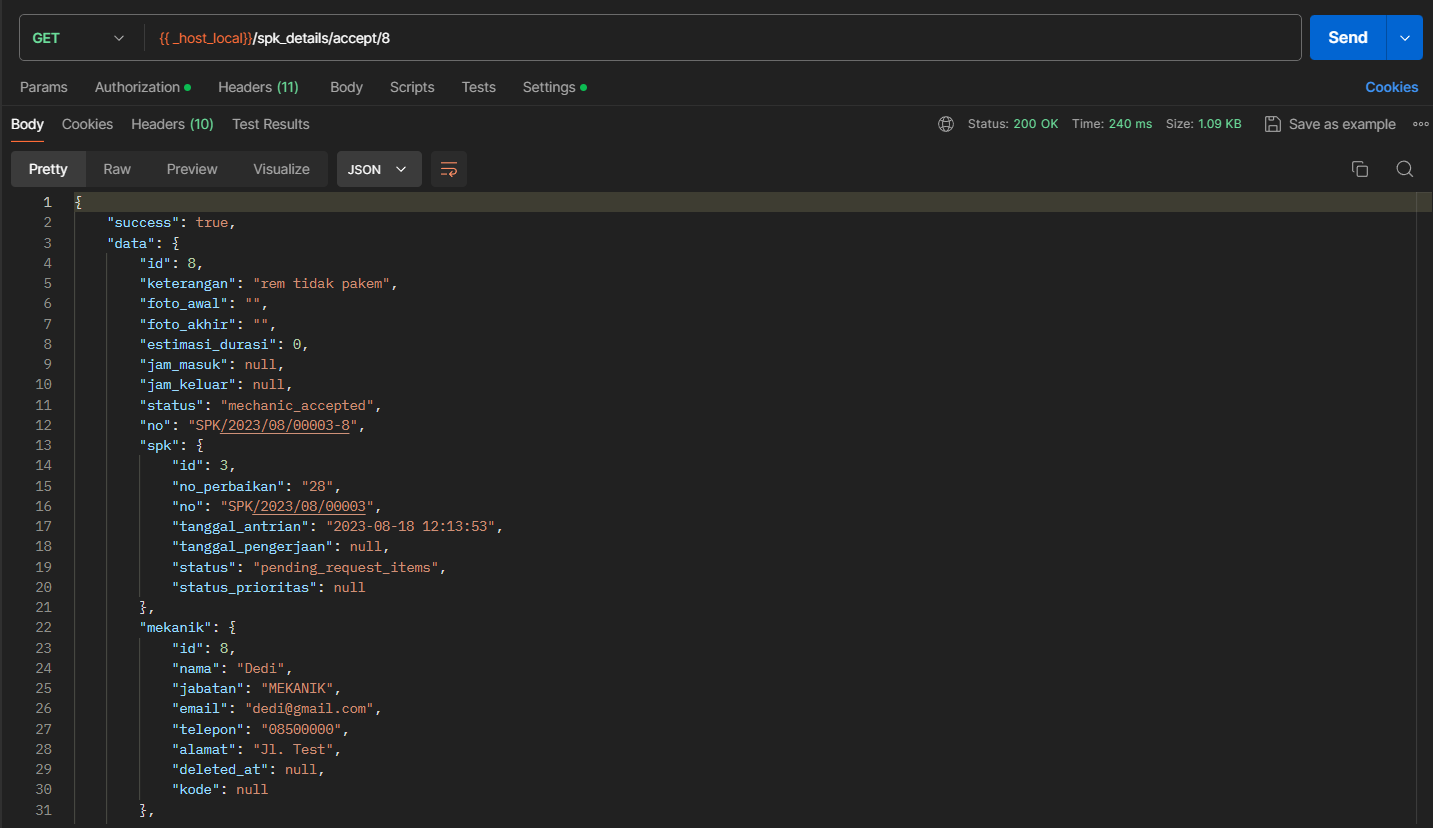 GET {{ _host_local}}/spk_details/accept/8 Send
Params Authorization Headers (11) Body Scripts Tests Settings Cookies
Body Cookies Headers (10) Test Results Status: 200 OK Time: 240 ms Size: 1.09 KB Save as example
Pretty Raw Preview Visualize JSON
1 {
2 "success": true,
3 "data": {
4 "id": 8,
5 "keterangan": "rem tidak pakem",
6 "foto_awal": "",
7 "foto_akhir": "",
8 "estimasi_durasi": 0,
9 "jam_masuk": null,
10 "jam_keluar": null,
11 "status": "mechanic_accepted",
12 "no": "SPK/2023/08/00003-8",
13 "spk": {
14 "id": 3,
15 "no_perbaikan": "28",
16 "no": "SPK/2023/08/00003",
17 "tanggal_antrian": "2023-08-18 12:13:53",
18 "tanggal_pengerjaan": null,
19 "status": "pending_request_items",
20 "status_prioritas": null
21 },
22 "mekanik": {
23 "id": 8,
24 "nama": "Dedi",
25 "jabatan": "MEKANIK",
26 "email": "dedi@gmail.com",
27 "telepon": "08500000",
28 "alamat": "Jl. Test",
29 "deleted_at": null,
30 "kode": null
31 },